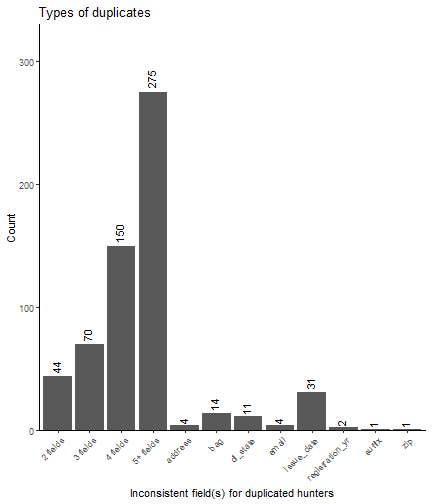 Types of duplicates
300
200
100
0
Count
44
70
150
275
4
14
11
4
31
2
1
1
2 fields
3 fields
4 fields
5+ fields
address
bag
dl_state
email
issue_date
registration_yr
suffix
zip
Inconsistent field(s) for duplicated hunters